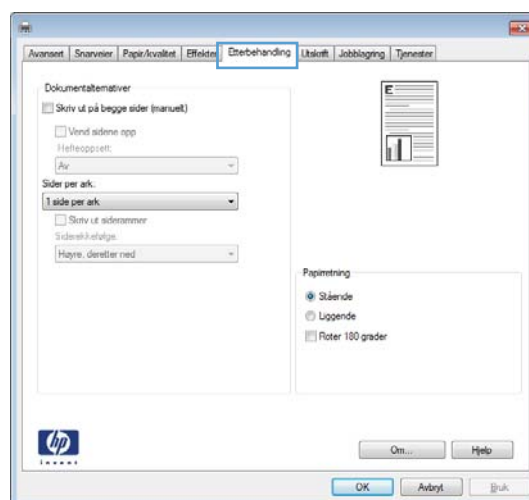 Avansert Snarveier Papir/kvalitet Effekter Etterbehandling Utskrift Jobblagring Tjenester
Dokumentalternativer
Skriv ut på begge sider (manuelt)
Vend sidene opp
Hefteoppsett:
Av
Sider per ark:
1 side per ark
Skriv ut siderammer
Siderekkefølge:
Høyre, deretter ned
E
Papirretning
Stående
Liggende
Roter 180 grader
hp
invent
Om... Hjelp
OK Avbryt Bruk